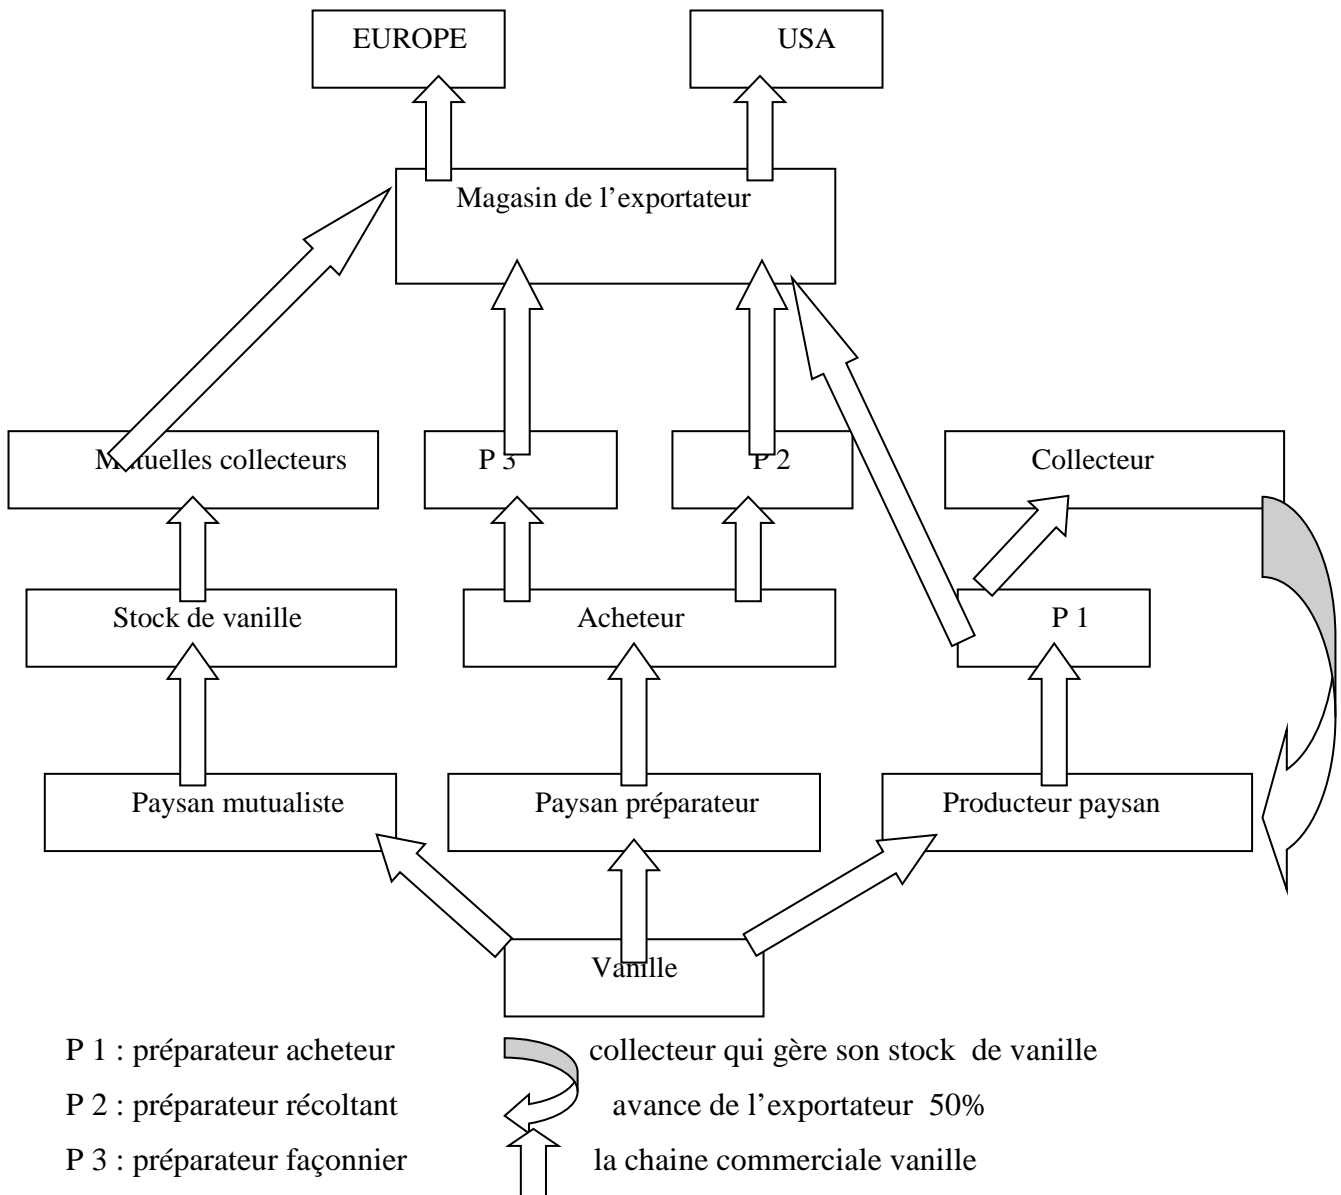 EUROPE
USA
Magasin de l’exportateur
Mutuelles collecteurs
P 3
P 2
Collecteur
Stock de vanille
Acheteur
P 1
Paysan mutualiste
Paysan préparateur
Producteur paysan
Vanille
P 1 : préparateur acheteur
collecteur qui gère son stock de vanille
P 2 : préparateur récoltant
avance de l’exportateur 50%
P 3 : préparateur façonnier
la chaine commerciale vanille